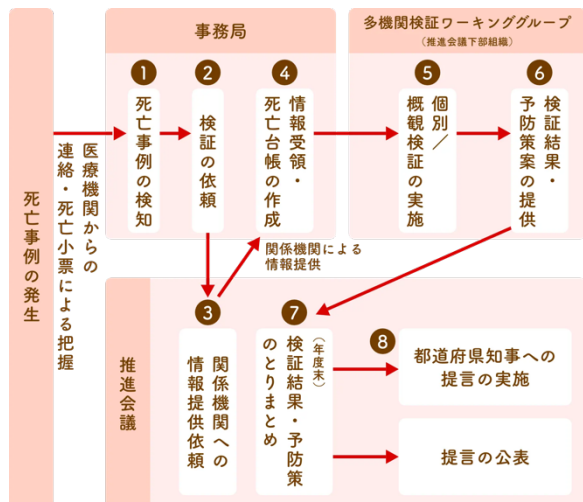 死亡事例の発生
医療機関からの
連絡・死亡小票による把握
事務局
1
死亡事例の検知
2
検証の依頼
4
情報受領・
死亡台帳の作成
多機関検証ワーキンググループ
（推進会議下部組織）
5
個別／
概観検証の実施
6
検証結果・
予防策案の提供
関係機関による
情報提供
推進会議
3
関係機関への
情報提供依頼
7
（年度末）
検証結果・予防策
のとりまとめ
8
都道府県知事への
提言の実施
提言の公表